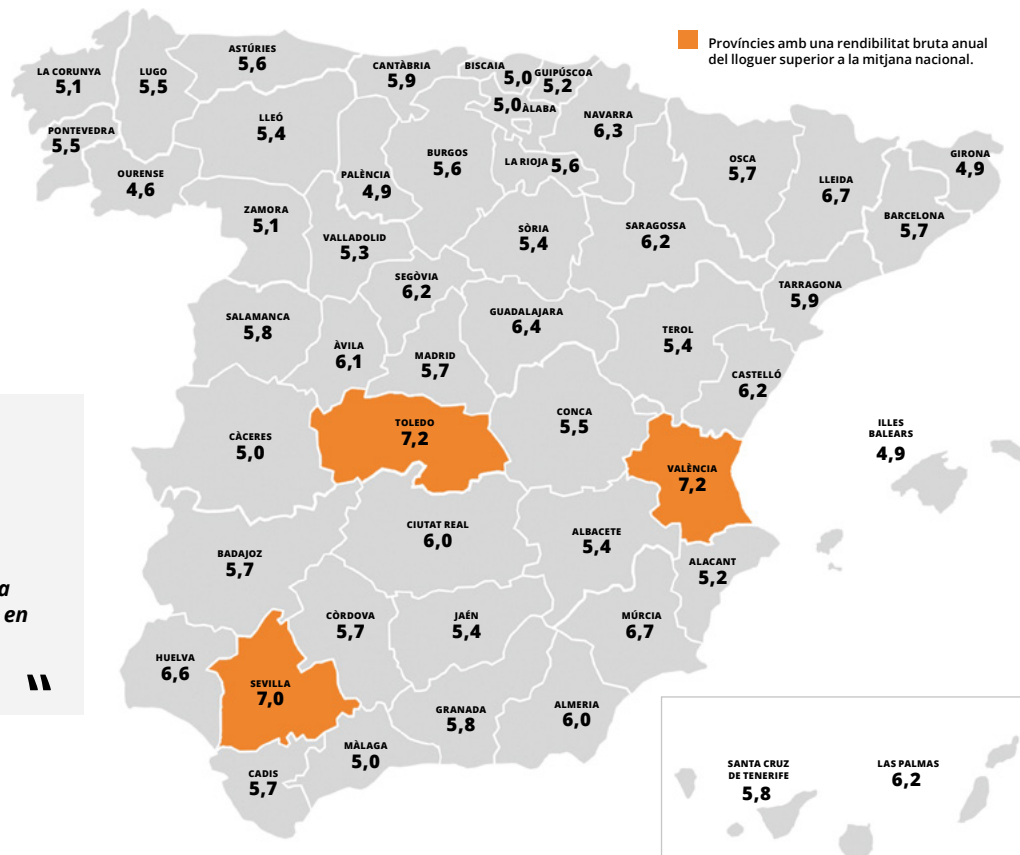 Províncies amb una rendibilitat bruta anual
del lloguer superior a la mitjana nacional.
LA CORUNYA
5,1
LUGO
5,5
ASTÚRIES
5,6
CANTÀBRIA
5,9
BISCAIA
5,0
GUIPÚSCOA
5,2
5,0 ÀLABA
NAVARRA
6,3
PONTEVEDRA
5,5
OURENSE
4,6
LLEÓ
5,4
PALÈNCIA
4,9
BURGOS
5,6
LA RIOJA 5,6
OSCA
5,7
LLEIDA
6,7
GIRONA
4,9
BARCELONA
5,7
ZAMORA
5,1
VALLADOLID
5,3
SÒRIA
5,4
SARAGOSSA
6,2
TARRAGONA
5,9
SEGÒVIA
6,2
SALAMANCA
5,8
ÀVILA
6,1
MADRID
5,7
GUADALAJARA
6,4
TEROL
5,4
CASTELLÓ
6,2
CÀCERES
5,0
TOLEDO
7,2
CONCA
5,5
VALÈNCIA
7,2
ILLES
BALEARS
4,9
BADAJOZ
5,7
CIUTAT REAL
6,0
ALBACETE
5,4
ALACANT
5,2
a
en
"
HUELVA
6,6
SEVILLA
7,0
CÒRDOVA
5,7
JAÉN
5,4
MÚRCIA
6,7
CADIS
5,7
MÀLAGA
5,0
GRANADA
5,8
ALMERIA
6,0
SANTA CRUZ
DE TENERIFE
5,8
LAS PALMAS
6,2